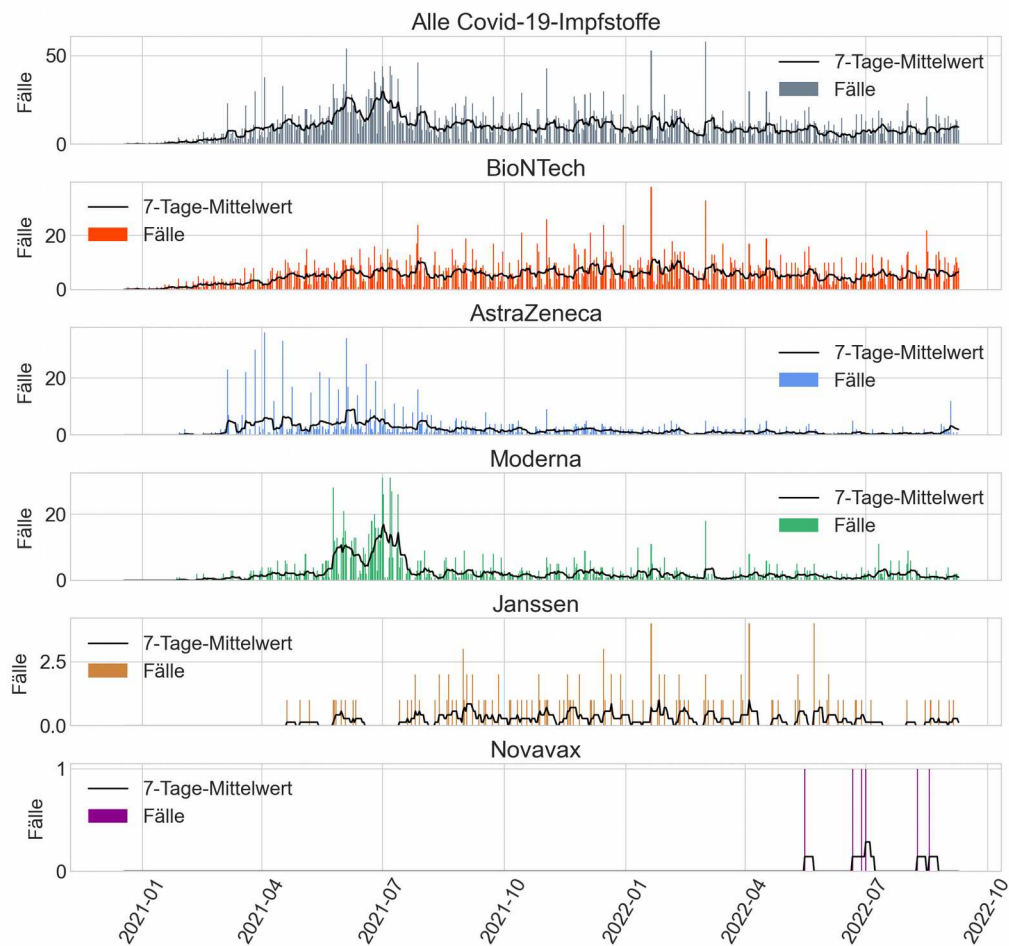 Alle Covid-19-Impfstoffe
Fälle
50
0
7-Tage-Mittelwert
Fälle
BioNTech
Fälle
20
0
7-Tage-Mittelwert
Fälle
AstraZeneca
Fälle
20
0
7-Tage-Mittelwert
Fälle
Moderna
Fälle
20
0
7-Tage-Mittelwert
Fälle
Janssen
Fälle
2.5
0.0
7-Tage-Mittelwert
Fälle
Novavax
Fälle
1
0
7-Tage-Mittelwert
Fälle
2021-01
2021-04
2021-07
2021-10
2022-01
2022-04
2022-07
2022-10